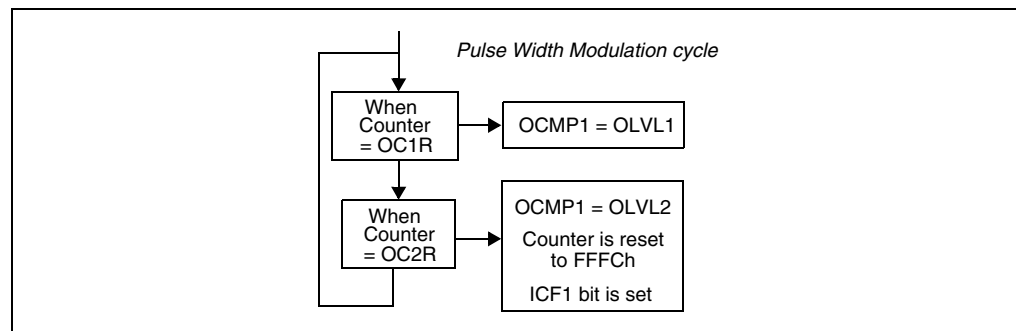 Pulse Width Modulation cycle
When
Counter
= OC1R
OCMP1 = OLVL1
When
Counter
= OC2R
OCMP1 = OLVL2
Counter is reset
to FFFCh
ICF1 bit is set